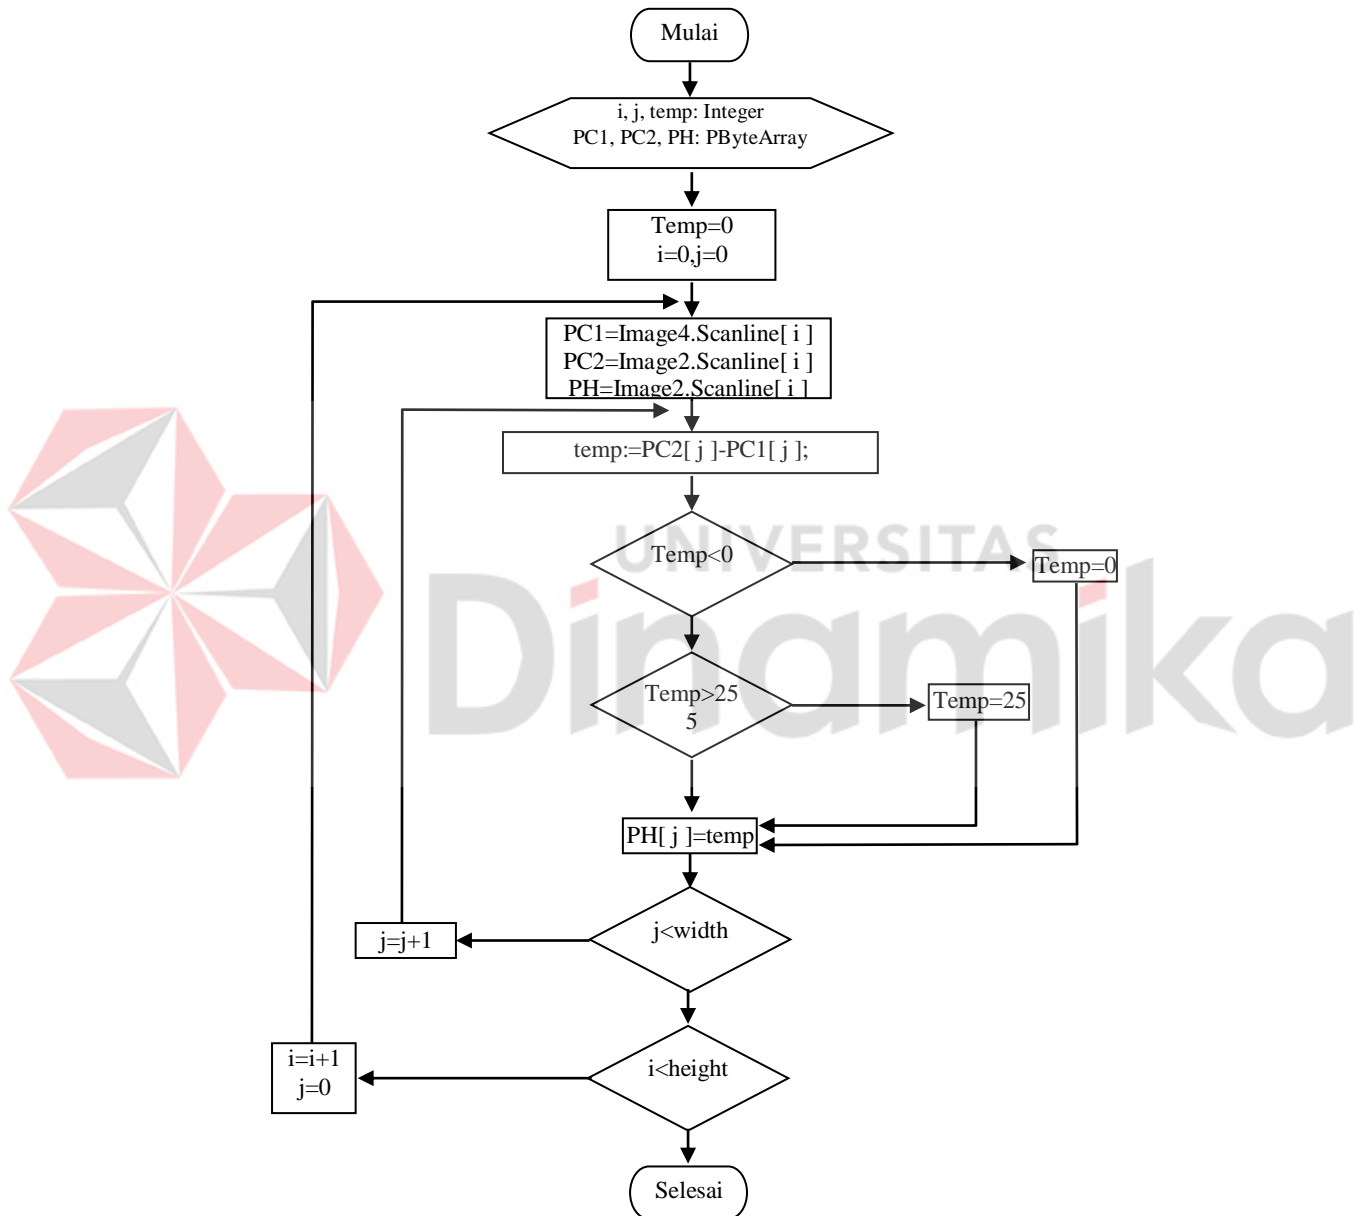 Mulai
i, j, temp: Integer
PC1, PC2, PH: PByteArray
Temp=0
i=0,j=0
PC1=Image4.Scanline[ i ]
PC2=Image2.Scanline[ i ]
PH=Image2.Scanline[ i ]
temp:=PC2[ j ]-PC1[ j ];
UNIVERSITAS
Dinamika
Temp<0
Temp=0
Temp>25
5
Temp=25
PH[ j ]=temp
j<width
j=j+1
i<height
i=i+1
j=0
Selesai